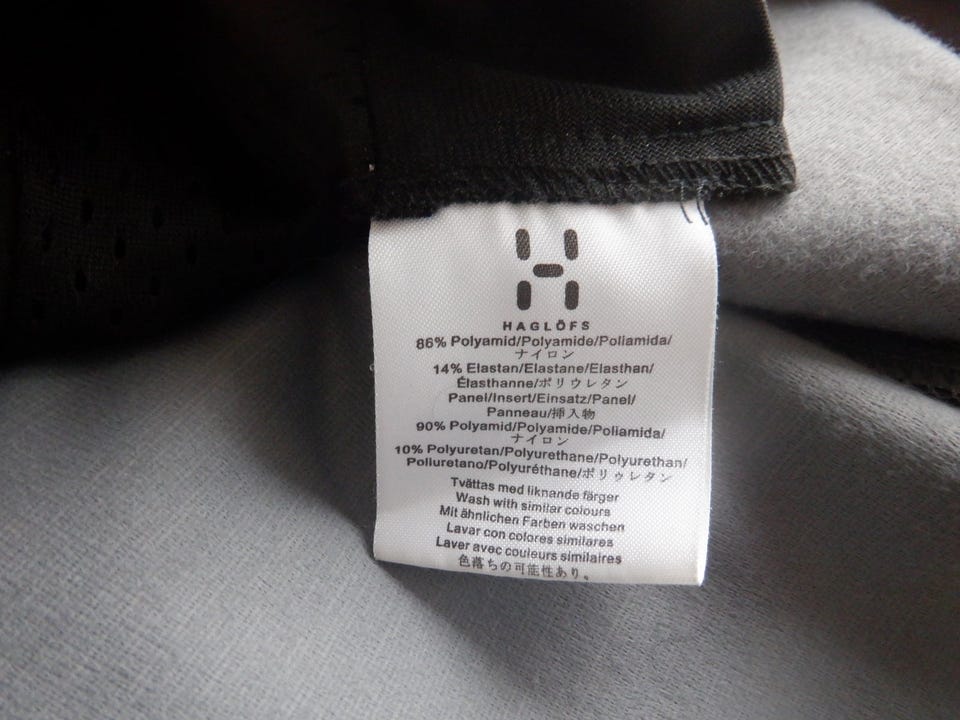 HAGLÖFS
86% Polyamid/Polyamide/Poliamida/
ナイロン
14% Elastan/Elastane/Elasthan/
Élasthanne/ポリウレタン
Panel/Insert/Einsatz/Panel/
Panneau/挿入物
90% Polyamid/Polyamide/Poliamida/
ナイロン
10% Polyuretan/Polyurethane/Polyurethan/
Poliuretano/Polyuréthane/ポリゥレタン
Tvättas med liknande färger
Wash with similar colours
Mit ähnlichen Farben waschen
Lavar con colores similares
Laver avec couleurs similaires
色落ちの可能性あり。